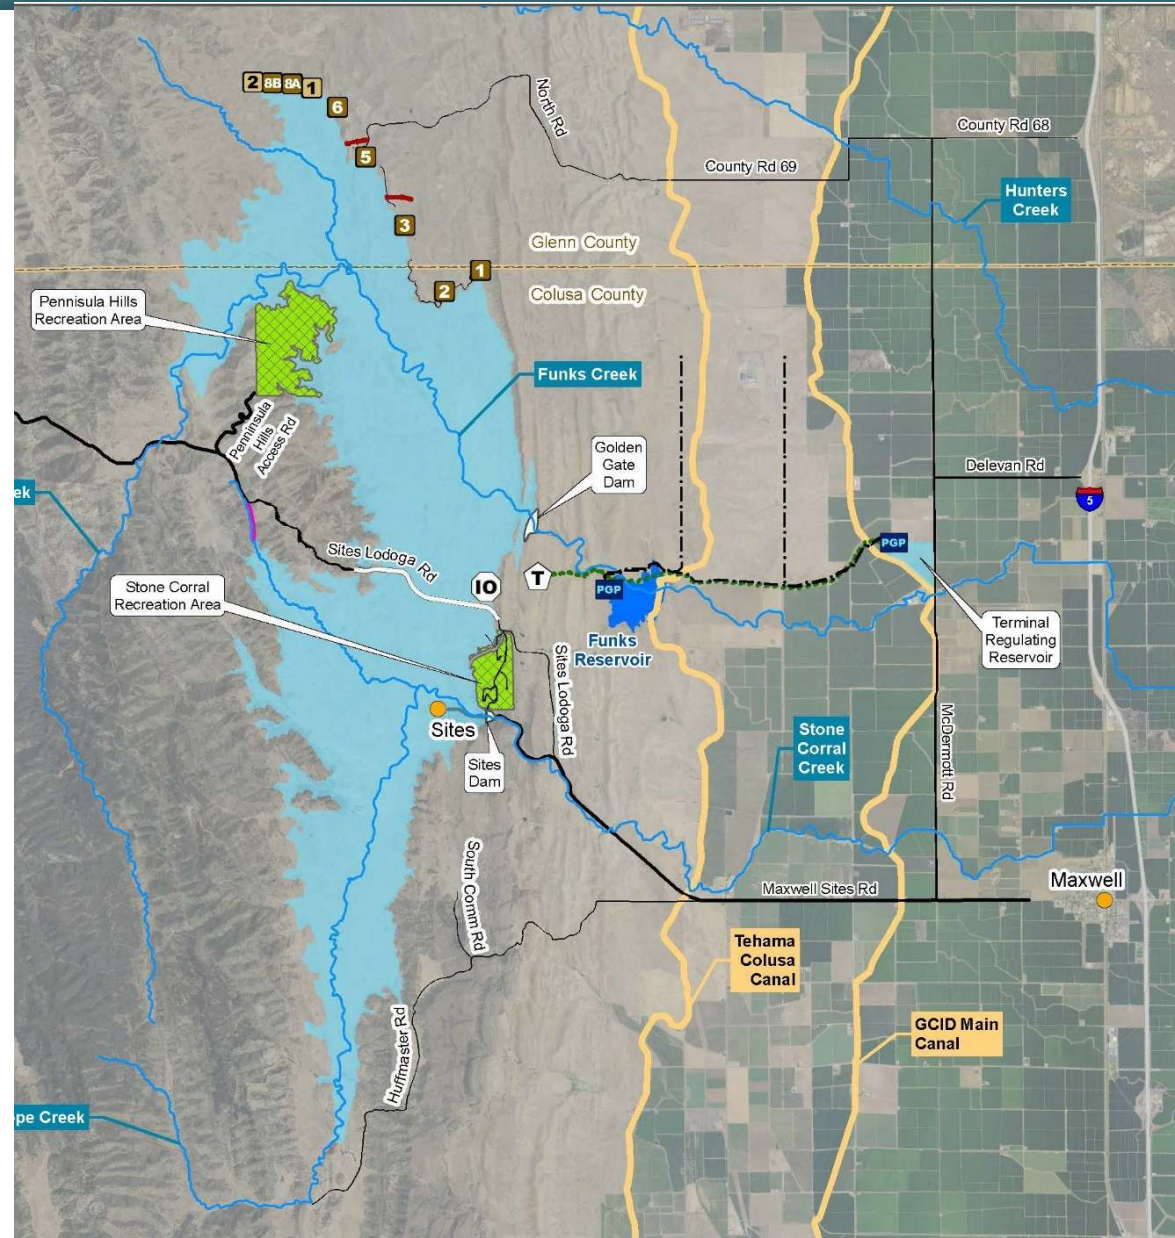 2
8B
8A
1
6
5
3
1
2
North Rd
County Rd 68
County Rd 69
Hunters
Creek
Glenn County
Colusa County
Pennisula Hills
Recreation Area
Funks Creek
Penninsula
Hills
Access Rd
Golden
Gate
Dam
Delevan Rd
5
ek
Sites Lodoga Rd
IO
T
PGP
PGP
Stone Corral
Recreation Area
Funks
Reservoir
Terminal
Regulating
Reservoir
Sites Lodoga Rd
Sites
Sites
Dam
Stone
Corral
Creek
McDermott Rd
South Comm Rd
Maxwell Sites Rd
Maxwell
Tehama
Colusa
Canal
GCID Main
Canal
Huffmaster Rd
pe Creek